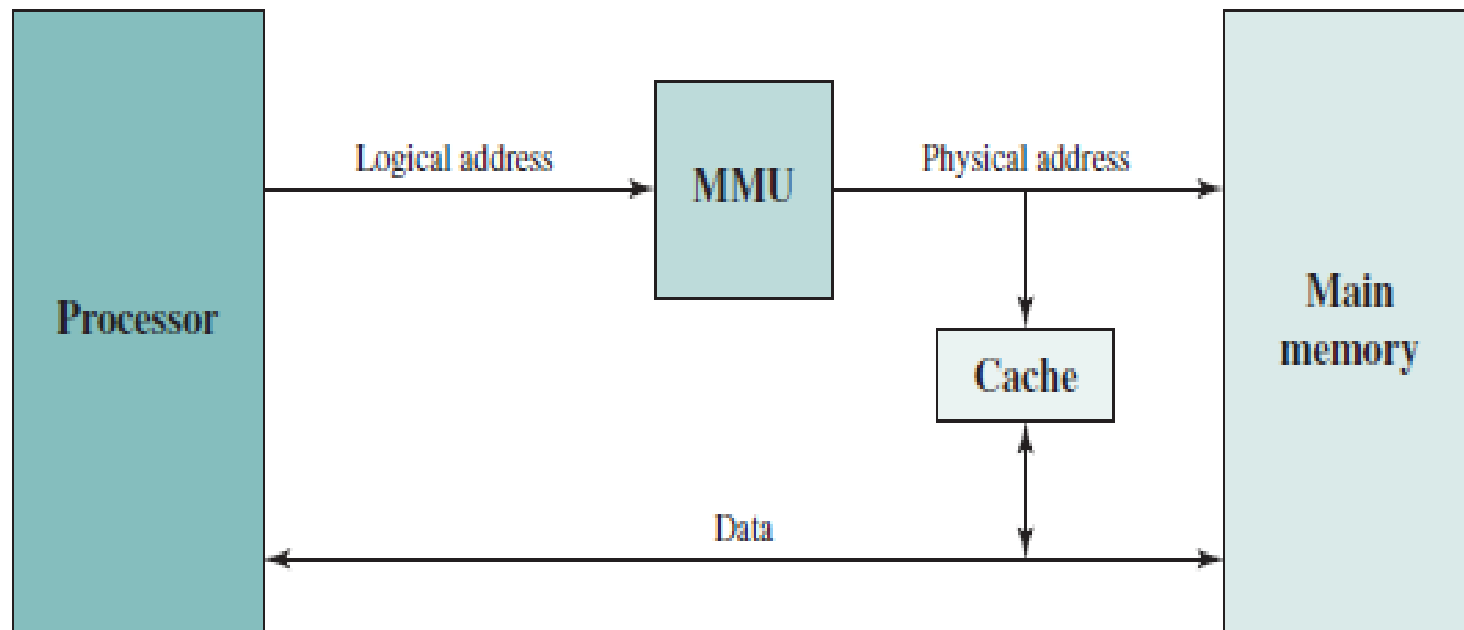 Logical address
MMU
Physical address
Processor
Main
memory
Cache
Data